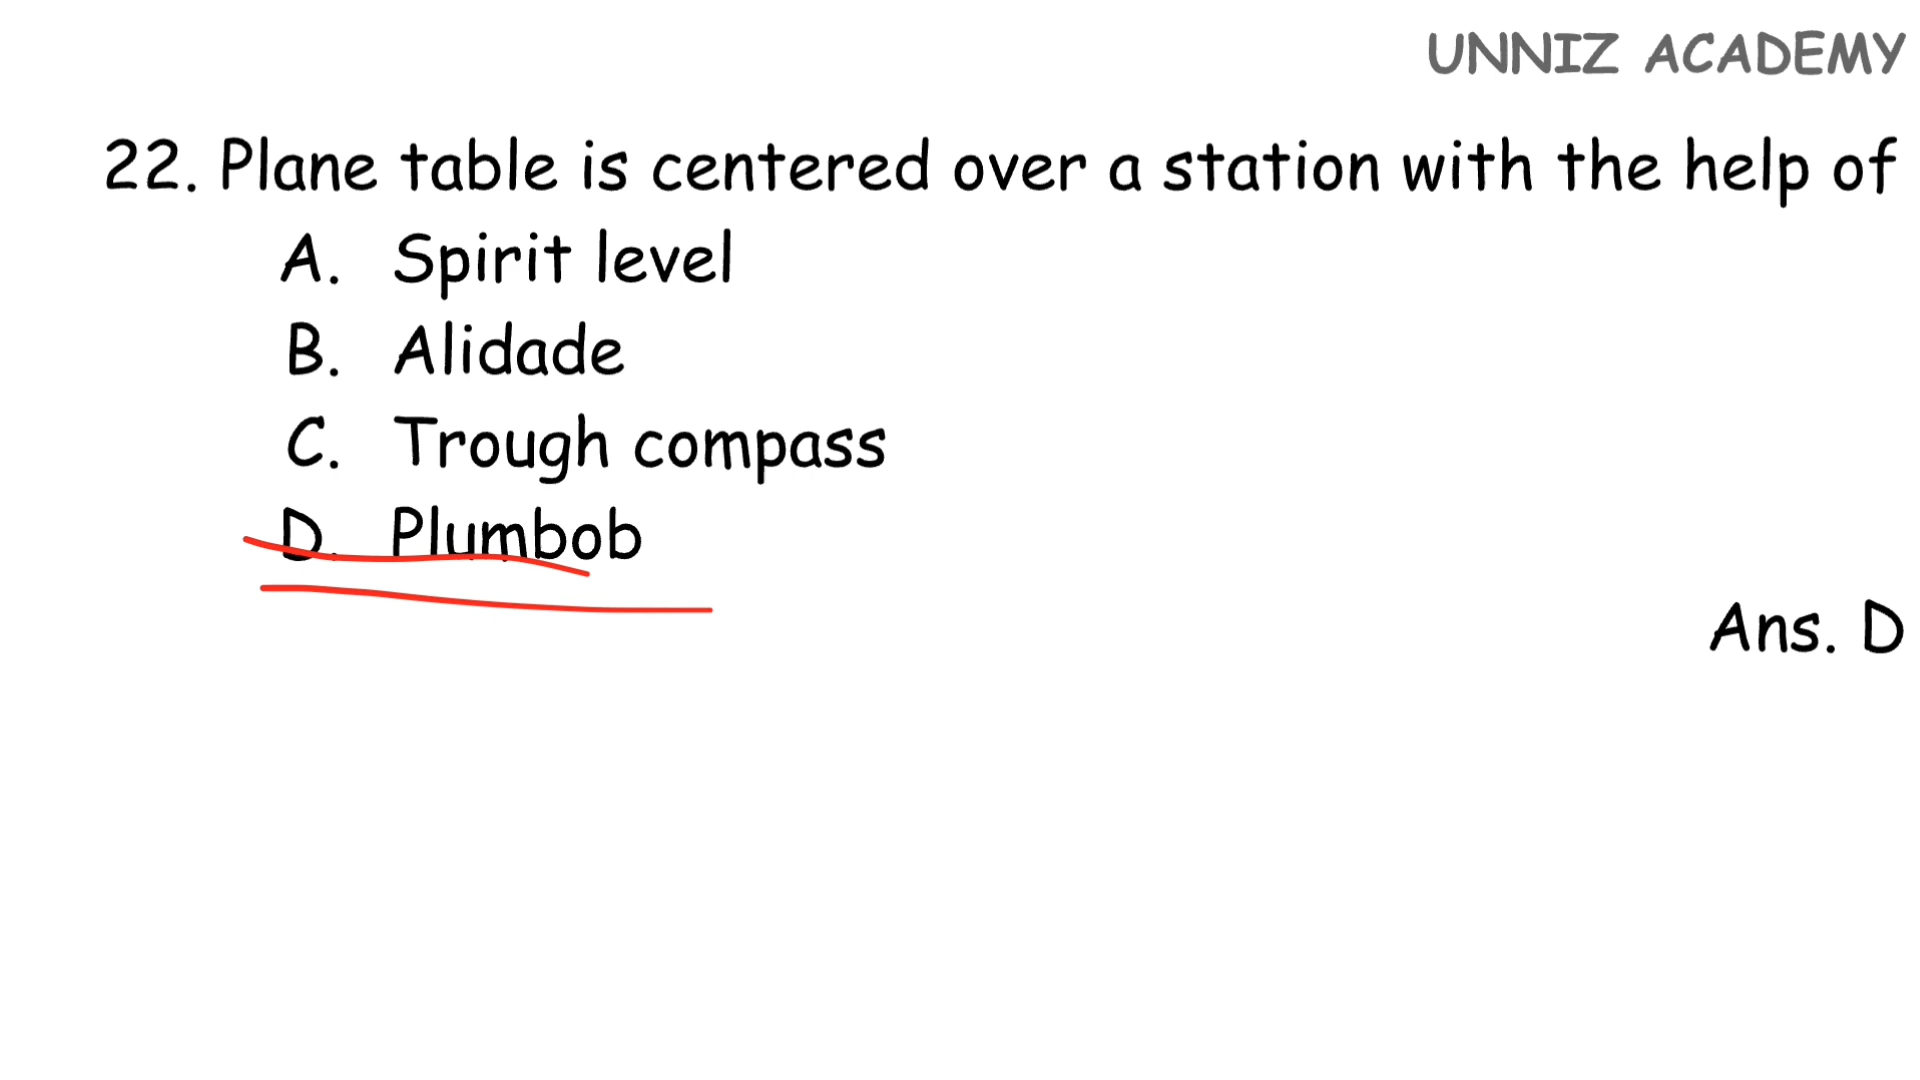 UNNIZ ACADEMY
22. Plane table is centered over a station with the help of
A. Spirit level
B. Alidade
C. Trough compass
D. Plumbob
Ans. D